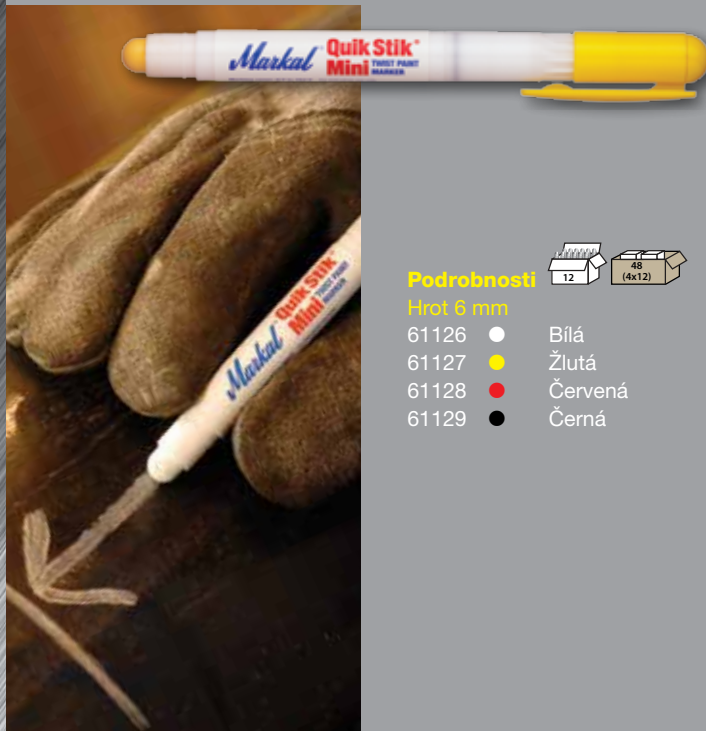 Markal Quik Stik®
Mini TWIST PAINT
MARKER
Podrobnosti
12
48
(4x12)
Hrot 6 mm
61126 Bílá
61127 Žlutá
61128 Červená
61129 Černá
Markal Quik Stik
Mini TWIST PAINT
MARKER